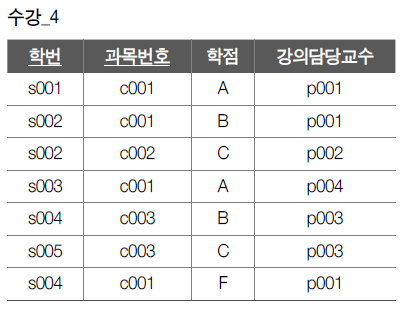 수강_4
학번 과목번호 학점 강의담당교수
s001 c001 A p001
s002 c001 B p001
s002 c002 C p002
s003 c001 A p004
s004 c003 B p003
s005 c003 C p003
s004 c001 F p001